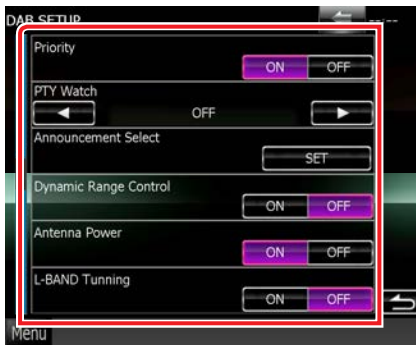 DAB SETUP
--:--
Priority
ON OFF
PTY Watch
OFF
Announcement Select
SET
Dynamic Range Control
ON OFF
Antenna Power
ON OFF
L-BAND Tunning
ON OFF
Menu